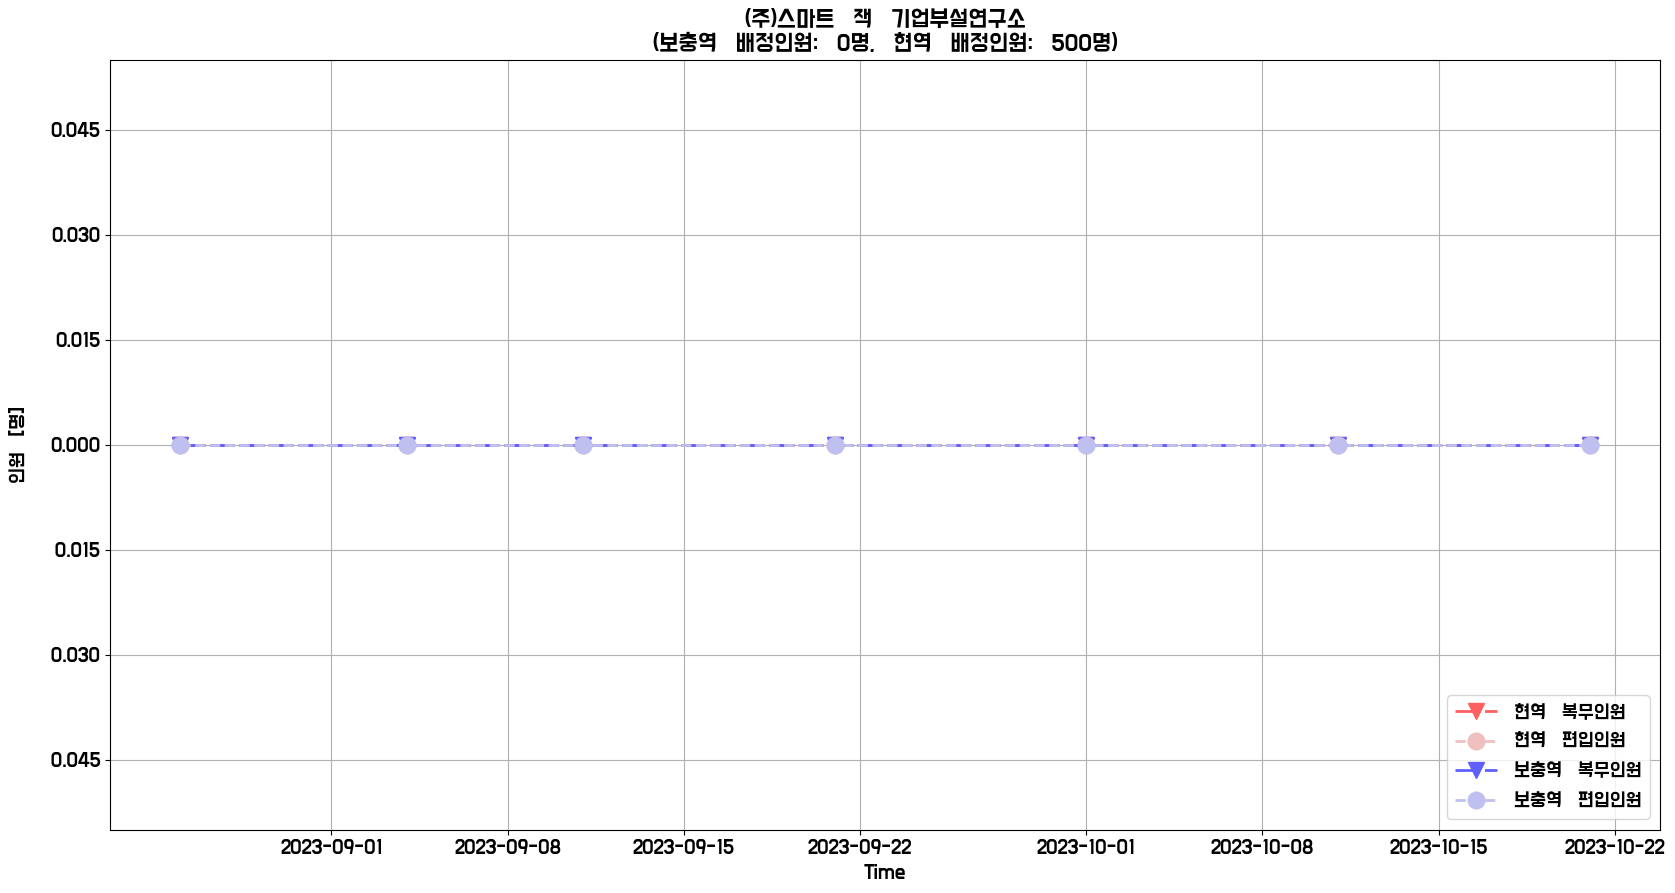 (주)스마트 잭 기업부설연구소
(보충역 배정인원: 0명, 현역 배정인원: 500명)
0.045
0.030
0.015
0.000
0.015
0.030
0.045
인원 [명]
현역 복무인원
현역 편입인원
보충역 복무인원
보충역 편입인원
2023-09-01 2023-09-08 2023-09-15 2023-09-22 2023-10-01 2023-10-08 2023-10-15 2023-10-22
Time